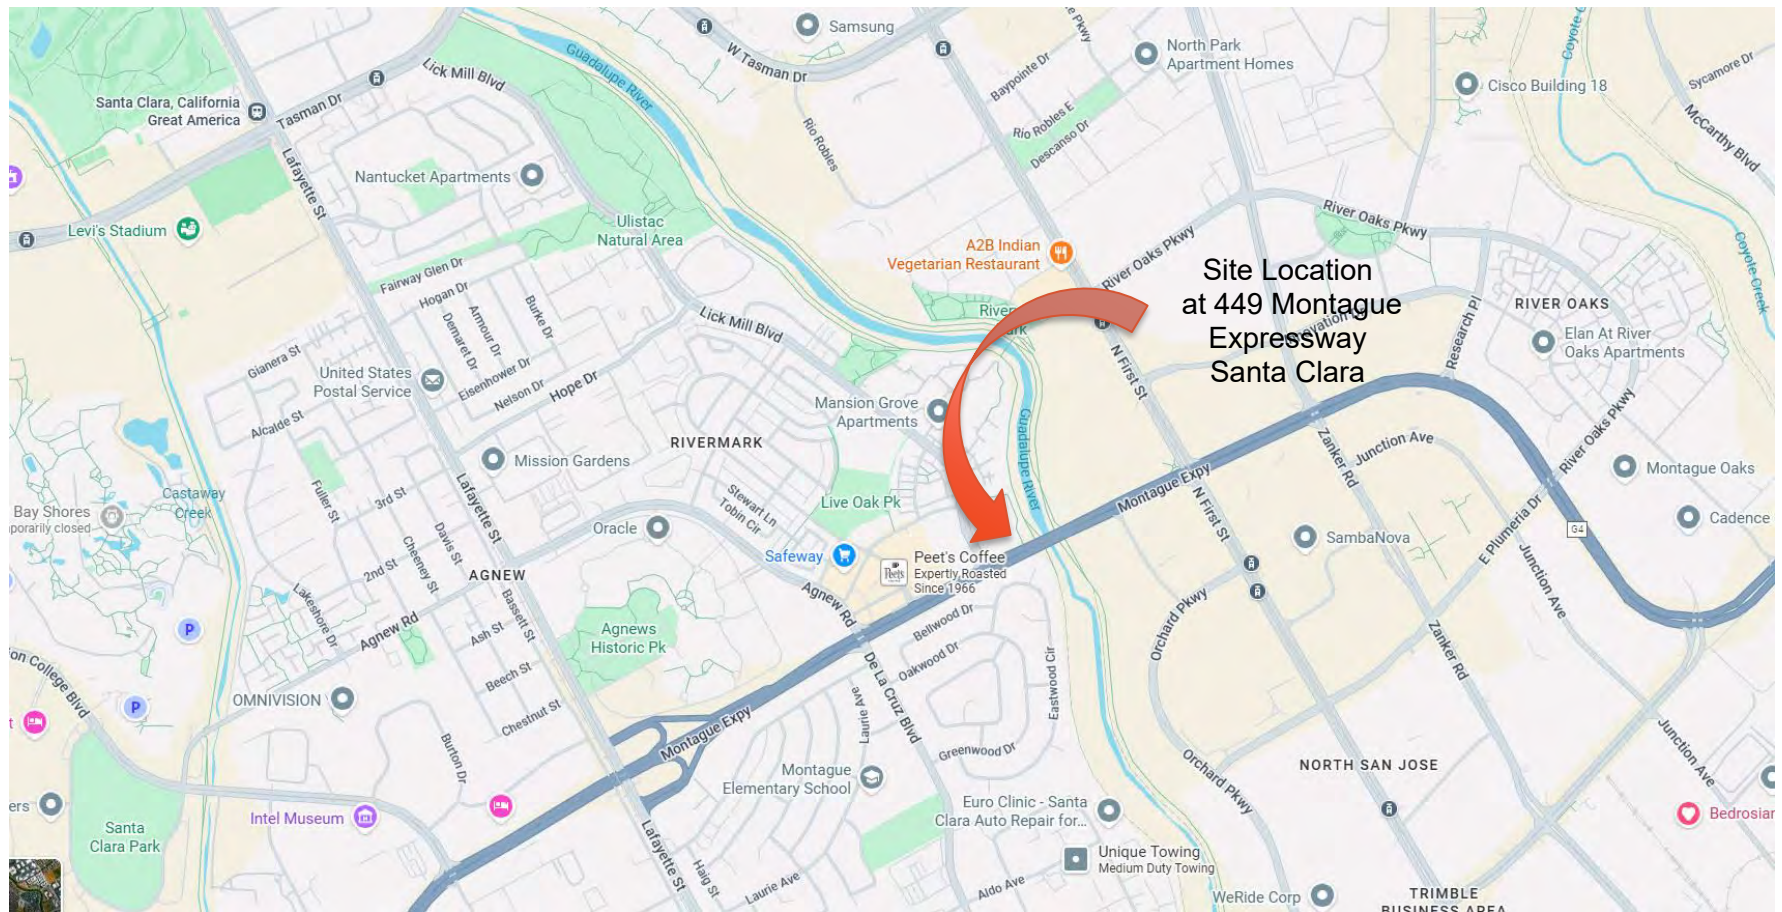 Samsung
W Tasman Dr
North Park
Apartment Homes
Cisco Building 18
Sycamore Dr
McCarthy Blvd
Coyote Creek
Baypointe Dr
Rio Robles E
Descanso Dr
Rio Robles
Guadalupe River
Lick Mill Blvd
Tasman Dr
Santa Clara, California
Great America
Lafayette St
Nantucket Apartments
Levi's Stadium
Ulistac
Natural Area
A2B Indian
Vegetarian Restaurant
River Oaks Pkwy
River Oaks Pkwy
Site Location
at 449 Montague
Expressway
Santa Clara
RIVER OAKS
Elan At River
Oaks Apartments
Research Pl
Coyote Creek
Fairway Glen Dr
Hogan Dr
Armour Dr
Demaret Dr
Burke Dr
Eisenhower Dr
Nelson Dr
Hope Dr
Gianera St
United States
Postal Service
Alcalde St
Lick Mill Blvd
Mansion Grove
Apartments
N First St
RIVERMARK
Mission Gardens
Guadalupe River
Zanker Rd
Junction Ave
River Oaks Pkwy
Montague Oaks
Montague Expy
Castaway
Creek
Bay Shores
Fuller St
3rd St
Lafayette St
Stewart Ln
Tobin Cir
Live Oak Pk
Oracle
Safeway
Peet's Coffee
Expertly Roasted
Since 1966
Peets
N First St
SambaNova
E Plumeria Dr
G4
Cadence
Junction Ave
Davis St
Cheeney St
2nd St
AGNEW
Bassett St
Lakeshore Dr
Agnew Rd
Ash St
Beech St
Chestnut St
Agnews
Historic Pk
Agnew Rd
Bellwood Dr
Oakwood Dr
De La Cruz Blvd
Laurie Ave
Eastwood Cir
Greenwood Dr
Orchard Pkwy
Zanker Rd
P
P
OMNIVISION
Burton Dr
Montague Expy
Montague
Elementary School
Orchard Pkwy
NORTH SAN JOSE
Junction Ave
Intel Museum
Santa
Clara Park
Euro Clinic - Santa
Clara Auto Repair for...
Unique Towing
Medium Duty Towing
Lafayette St
Haig St
Laurie Ave
Aldo Ave
WeRide Corp
TRIMBLE
BUSINESS AREA